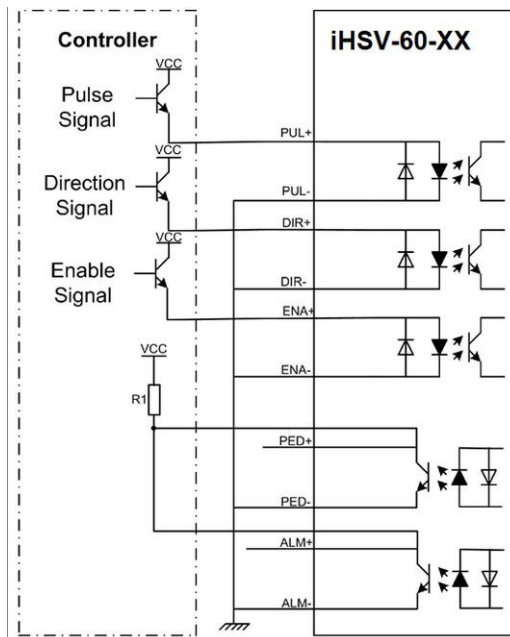 Controller
iHSV-60-XX
VCC
Pulse
Signal
PUL+
VCC
PUL-
Direction
Signal
DIR+
VCC
DIR-
Enable
Signal
ENA+
VCC
ENA-
R1
PED+
PED-
ALM+
ALM-